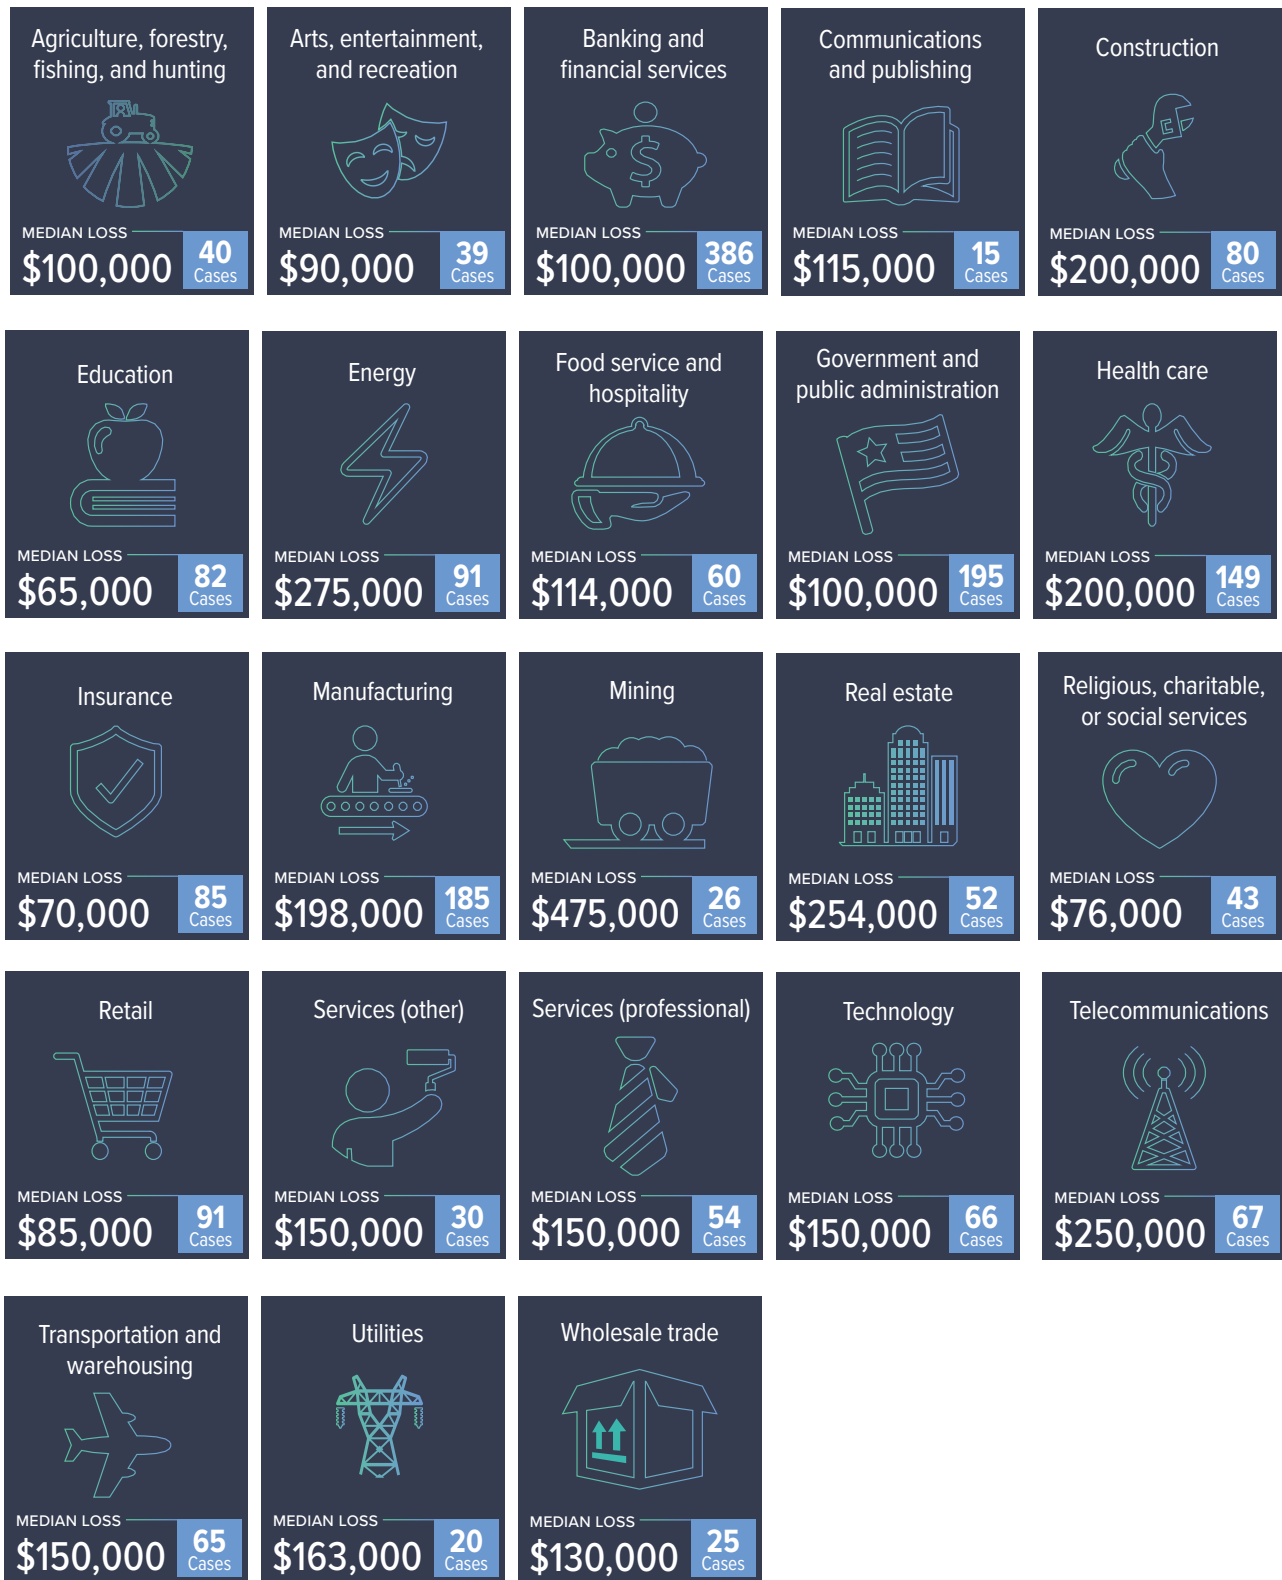 Agriculture, forestry,
fishing, and hunting
MEDIAN LOSS
$100,000
40
Cases
Arts, entertainment,
and recreation
MEDIAN LOSS
$90,000
39
Cases
Banking and
financial services
MEDIAN LOSS
$100,000
386
Cases
Communications
and publishing
MEDIAN LOSS
$115,000
15
Cases
Construction
MEDIAN LOSS
$200,000
80
Cases
Education
MEDIAN LOSS
$65,000
82
Cases
Energy
MEDIAN LOSS
$275,000
91
Cases
Food service and
hospitality
MEDIAN LOSS
$114,000
60
Cases
Government and
public administration
MEDIAN LOSS
$100,000
195
Cases
Health care
MEDIAN LOSS
$200,000
149
Cases
Insurance
MEDIAN LOSS
$70,000
85
Cases
Manufacturing
MEDIAN LOSS
$198,000
185
Cases
Mining
MEDIAN LOSS
$475,000
26
Cases
Real estate
MEDIAN LOSS
$254,000
52
Cases
Religious, charitable,
or social services
MEDIAN LOSS
$76,000
43
Cases
Retail
MEDIAN LOSS
$85,000
91
Cases
Services (other)
MEDIAN LOSS
$150,000
30
Cases
Services (professional)
MEDIAN LOSS
$150,000
54
Cases
Technology
MEDIAN LOSS
$150,000
66
Cases
Telecommunications
MEDIAN LOSS
$250,000
67
Cases
Transportation and
warehousing
MEDIAN LOSS
$150,000
65
Cases
Utilities
MEDIAN LOSS
$163,000
20
Cases
Wholesale trade
MEDIAN LOSS
$130,000
25
Cases